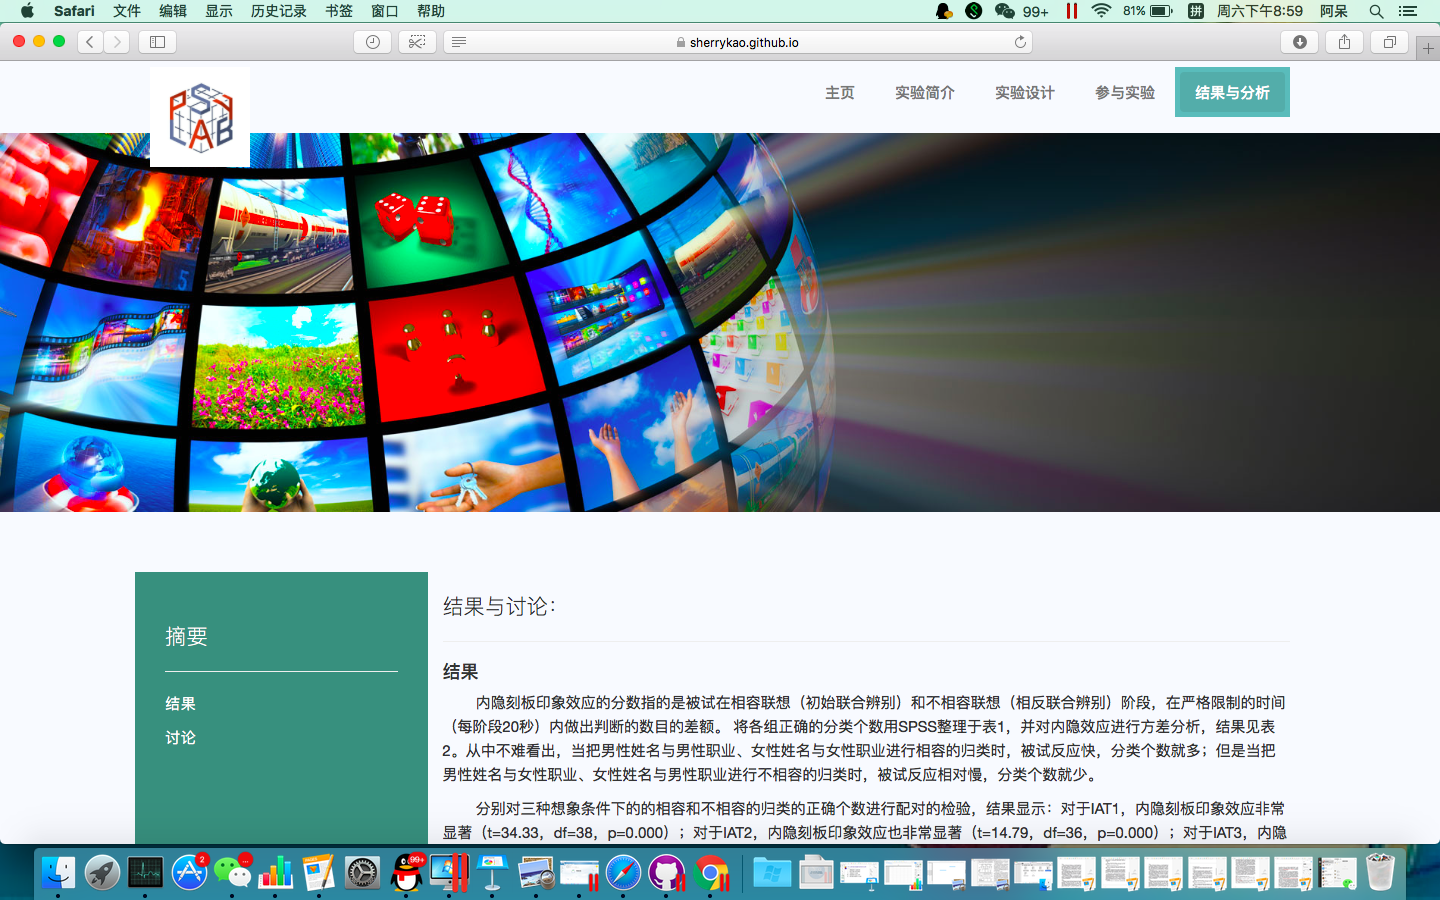 Safari 文件 编辑 显示 历史记录 书签 窗口 帮助 99+ 81% 拼 周六下午8:59 阿呆
sherrykao.github.io
PSY
LAB
主页 实验简介 实验设计 参与实验 结果与分析
5
摘要
结果
讨论
结果与讨论：
结果
内隐刻板印象效应的分数指的是被试在相容联想（初始联合辨别）和不相容联想（相反联合辨别）阶段，在严格限制的时间
（每阶段20秒）内做出判断的数目的差额。 将各组正确的分类个数用SPSS整理于表1，并对内隐效应进行方差分析，结果见表
2。从中不难看出，当把男性姓名与男性职业、女性姓名与女性职业进行相容的归类时，被试反应快，分类个数就多；但是当把
男性姓名与女性职业、女性姓名与男性职业进行不相容的归类时，被试反应相对慢，分类个数就少。
分别对三种想象条件下的的相容和不相容的归类的正确个数进行配对的检验，结果显示：对于IAT1，内隐刻板印象效应非常
显著（t=34.33，df=38，p=0.000）；对于IAT2，内隐刻板印象效应也非常显著（t=14.79，df=36，p=0.000）；对于IAT3，内隐
2 ... 99+